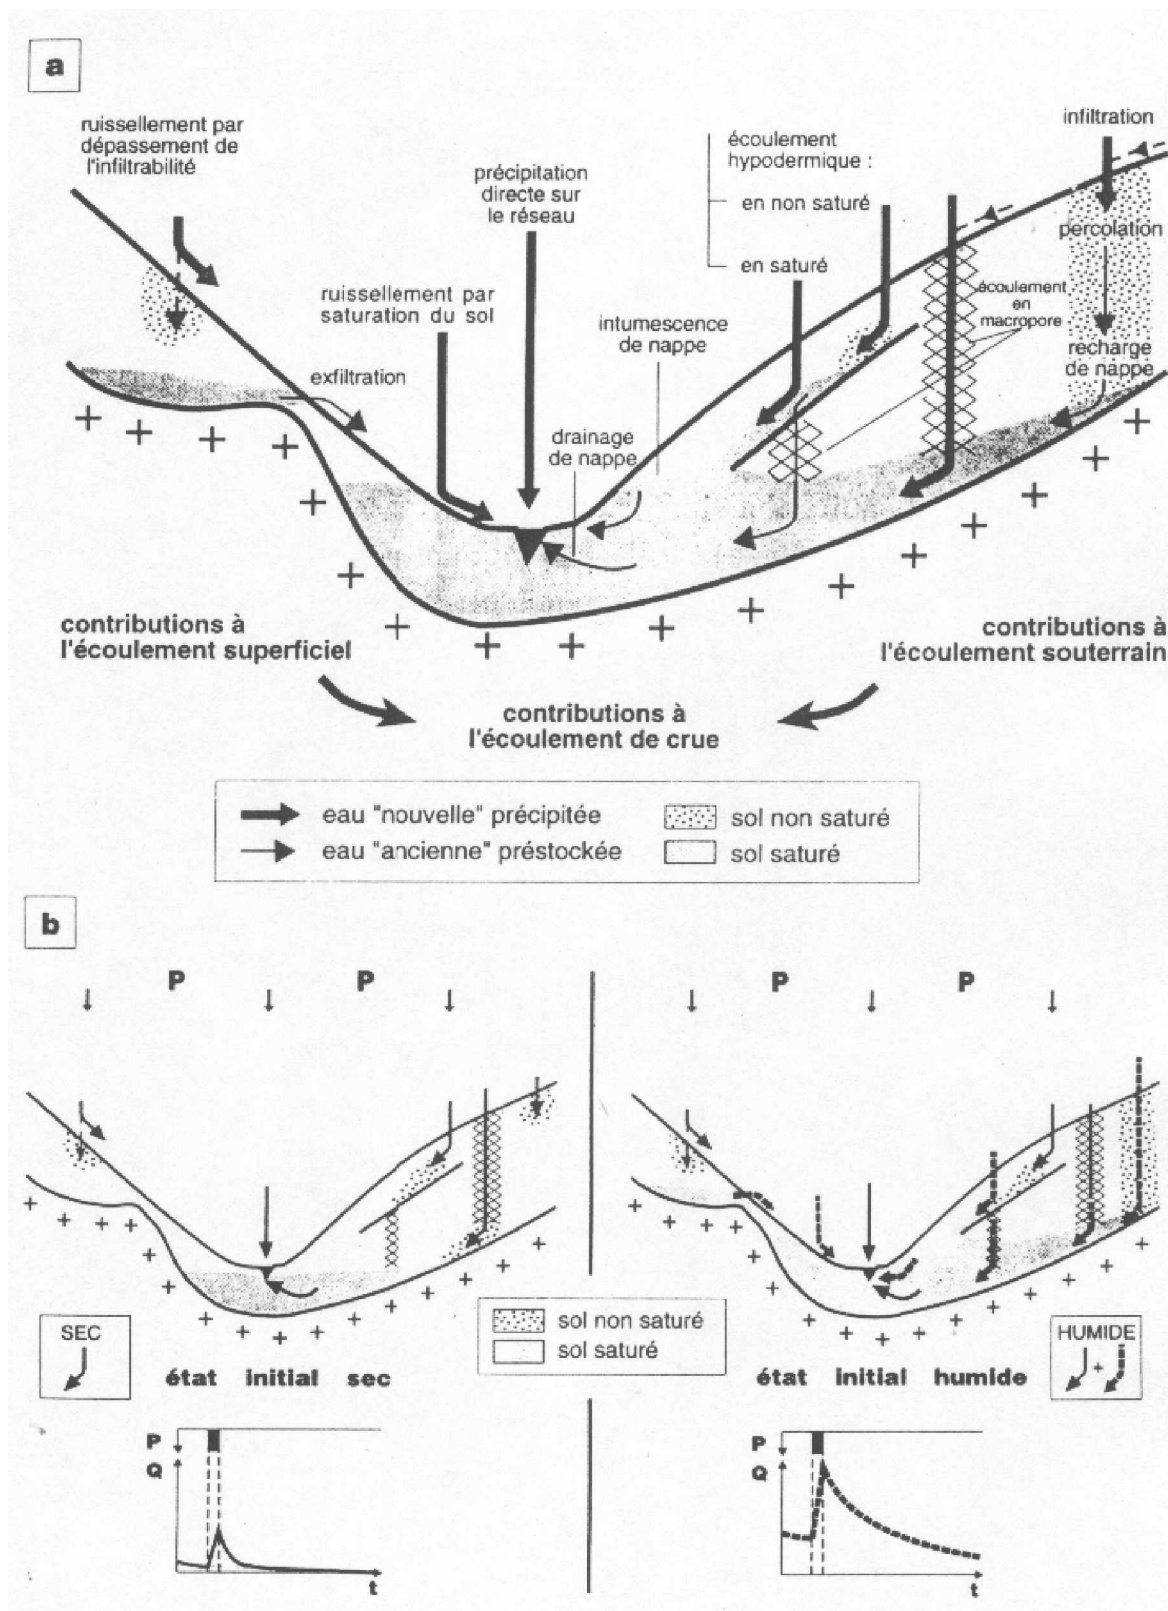 a
ruissellement par
dépassement de
l'infiltrabilité
précipitation
directe sur
le réseau
écoulement
hypodermique :
en non saturé
en saturé
infiltration
percolation
écoulement
en
macropore
recharge
de nappe
ruissellement par
saturation du sol
intumescence
de nappe
exfiltration
drainage
de nappe
contributions à
l'écoulement superficiel
contributions à
l'écoulement souterrain
contributions à
l'écoulement de crue
eau "nouvelle" précipitée
sol non saturé
eau "ancienne" préstockée
sol saturé
b
P P
P P
SEC
sol non saturé
sol saturé
HUMIDE
+
état initial sec
état initial humide
P
Q
t
P
Q
t